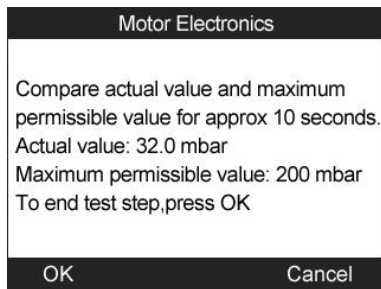 Motor Electronics
Compare actual value and maximum
permissible value for approx 10 seconds.
Actual value: 32.0 mbar
Maximum permissible value: 200 mbar
To end test step,press OK
OK Cancel